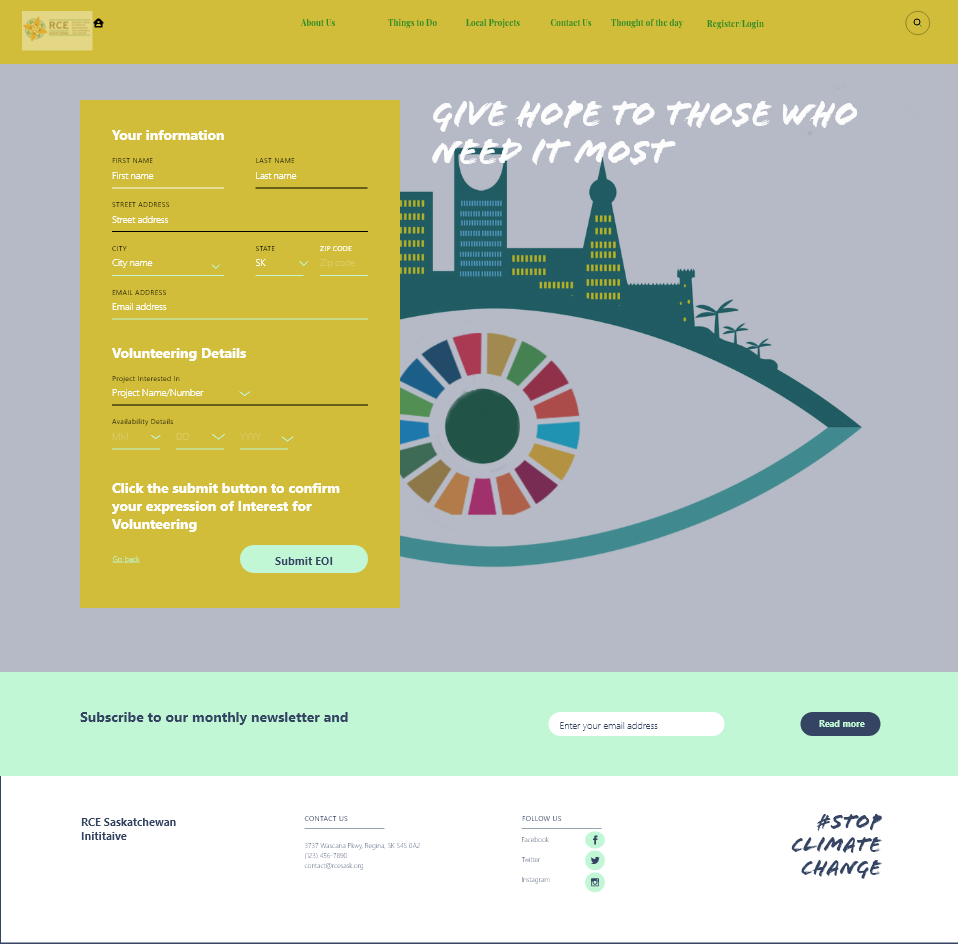 RCE
About Us
Things to Do
Local Projects
Contact Us
Thought of the day
Register/Login
GIVE HOPE TO THOSE WHO
NEED IT MOST
Your information
FIRST NAME
LAST NAME
First name
Last name
STREET ADDRESS
Street address
CITY
STATE
ZIP CODE
City name
SK
Zip code
EMAIL ADDRESS
Email address
Volunteering Details
Project Interested In
Project Name/Number
Availability Details
MM
DD
YYYY
Click the submit button to confirm
your expression of Interest for
Volunteering
Go back
Submit EOI
Subscribe to our monthly newsletter and
Enter your email address
Read more
RCE Saskatchewan
Inititaive
CONTACT US
3737 Wascana Pkwy, Regina, SK S4S 0A2
(123) 456-7890
contact@rcesask.org
FOLLOW US
Facebook
Twitter
Instagram
#STOP
CLIMATE
CHANGE